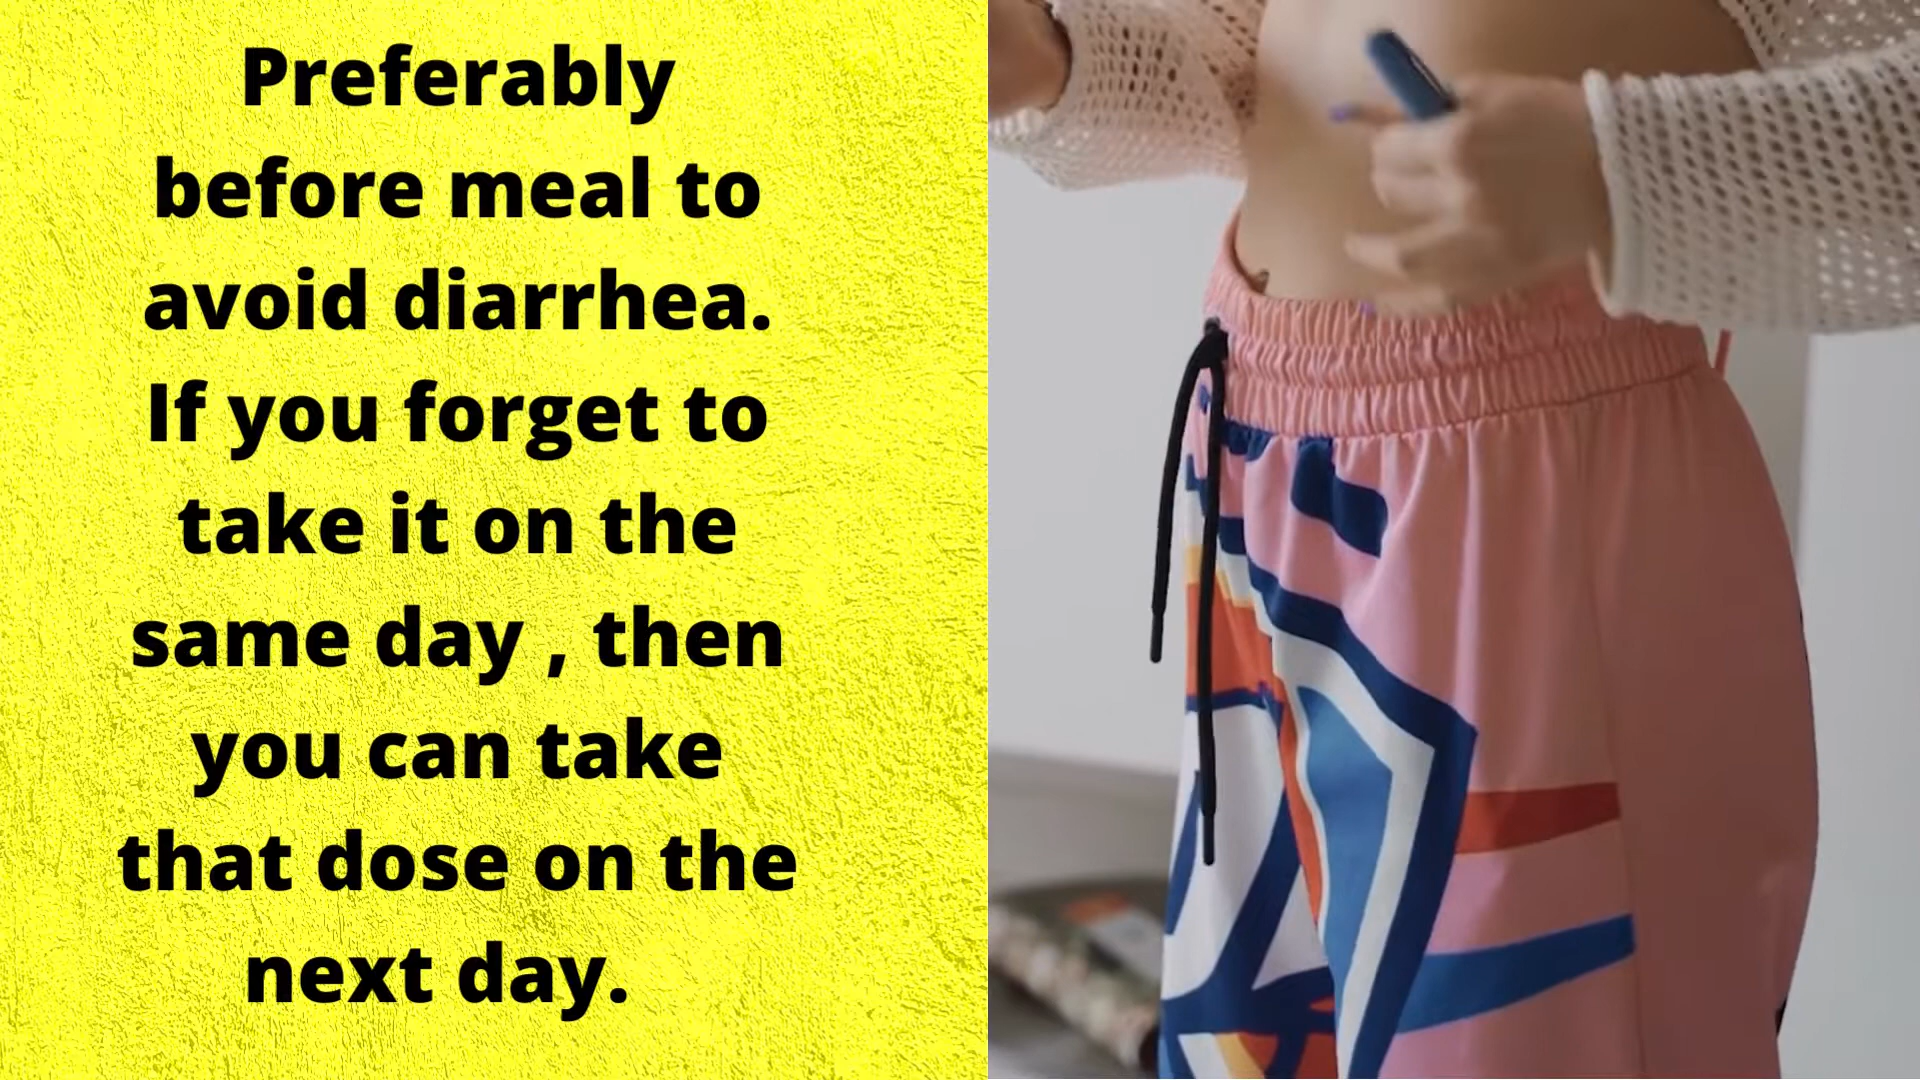 Preferably
before meal to
avoid diarrhea.
If you forget to
take it on the
same day , then
you can take
that dose on the
next day.